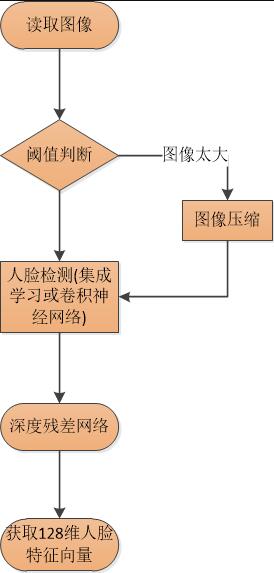 读取图像
阈值判断
图像太大
图像压缩
人脸检测(集成
学习或卷积神
经网络)
深度残差网络
获取128维人脸
特征向量